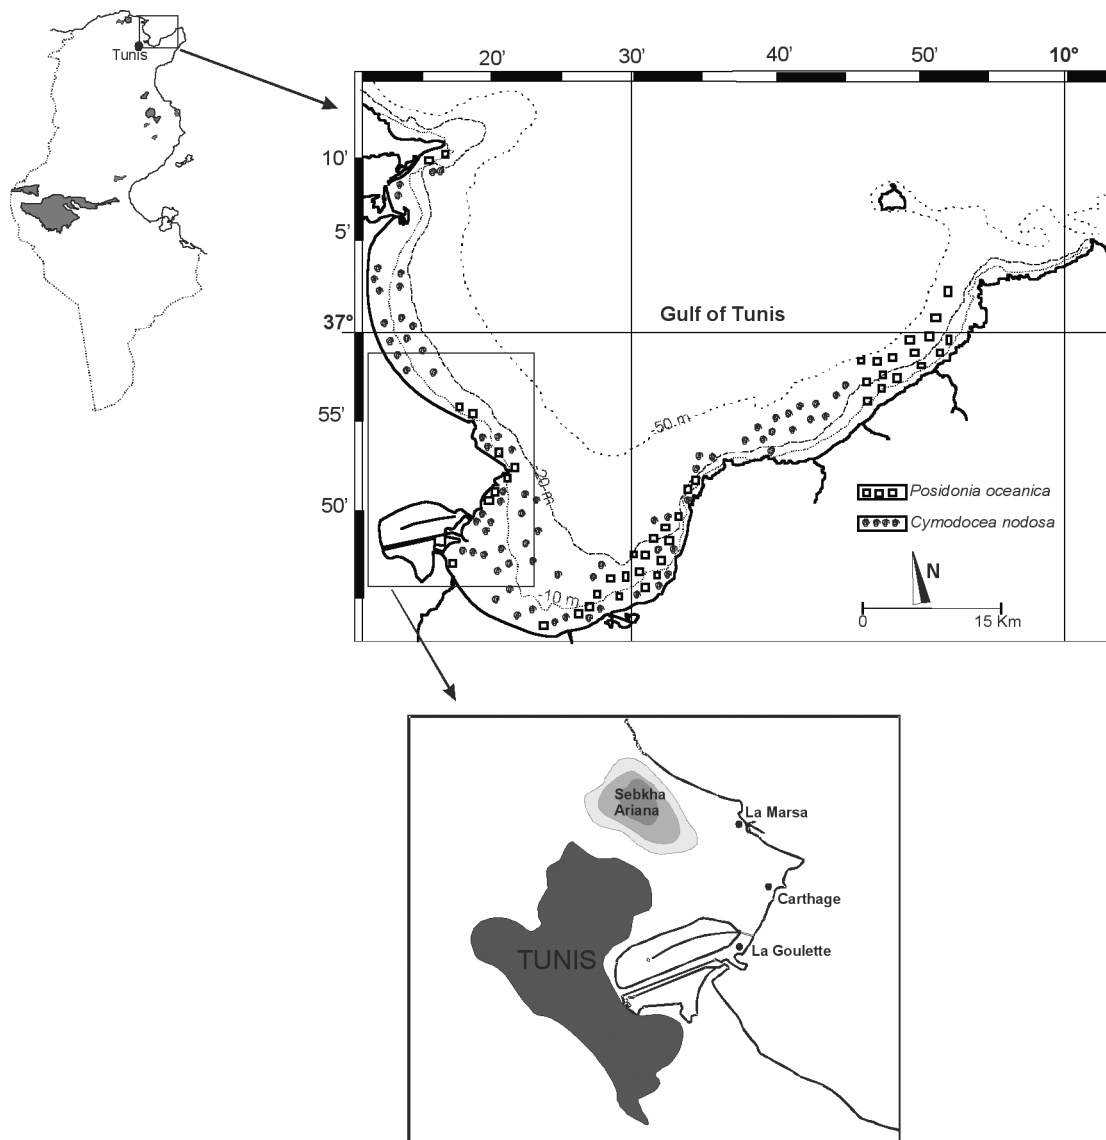 Tunis
20'
30'
40'
50'
10°
10'
5'
37°
55'
50'
Gulf of Tunis
50 m
20 m
10 m
Posidonia oceanica
Cymodocea nodosa
N
0
15 Km
Sebkha
Ariana
La Marsa
Carthage
La Goulette
TUNIS